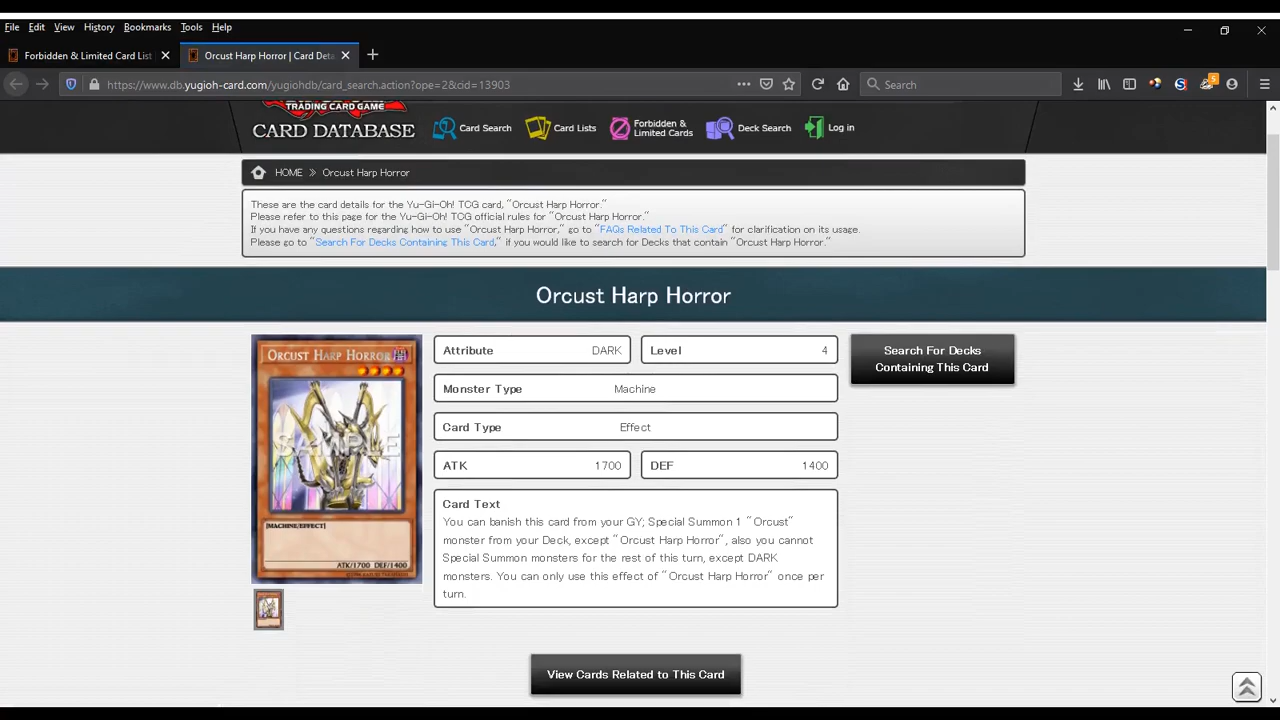 File Edit View History Bookmarks Tools Help
Forbidden & Limited Card List
Orcust Harp Horror | Card Deta
https://www.db.yugioh-card.com/yugiohdb/card_search.action?ope=2&cid=13903
Search
5
TRADING CARD GAME
CARD DATABASE
Card Search
Card Lists
Forbidden &
Limited Cards
Deck Search
Log in
HOME » Orcust Harp Horror
These are the card details for the Yu-Gi-Oh! TCG card, "Orcust Harp Horror."
Please refer to this page for the Yu-Gi-Oh! TCG official rules for "Orcust Harp Horror."
If you have any questions regarding how to use "Orcust Harp Horror," go to "FAQs Related To This Card" for clarification on its usage.
Please go to "Search For Decks Containing This Card," if you would like to search for Decks that contain "Orcust Harp Horror."
Orcust Harp Horror
ORCUST HARP HORROR
SAMPLE
[MACHINE/EFFECT]
ATK/1700 DEF/1400
Attribute DARK
Level 4
Monster Type Machine
Card Type Effect
ATK 1700
DEF 1400
Card Text
You can banish this card from your GY; Special Summon 1 "Orcust"
monster from your Deck, except "Orcust Harp Horror", also you cannot
Special Summon monsters for the rest of this turn, except DARK
monsters. You can only use this effect of "Orcust Harp Horror" once per
turn.
Search For Decks
Containing This Card
View Cards Related to This Card